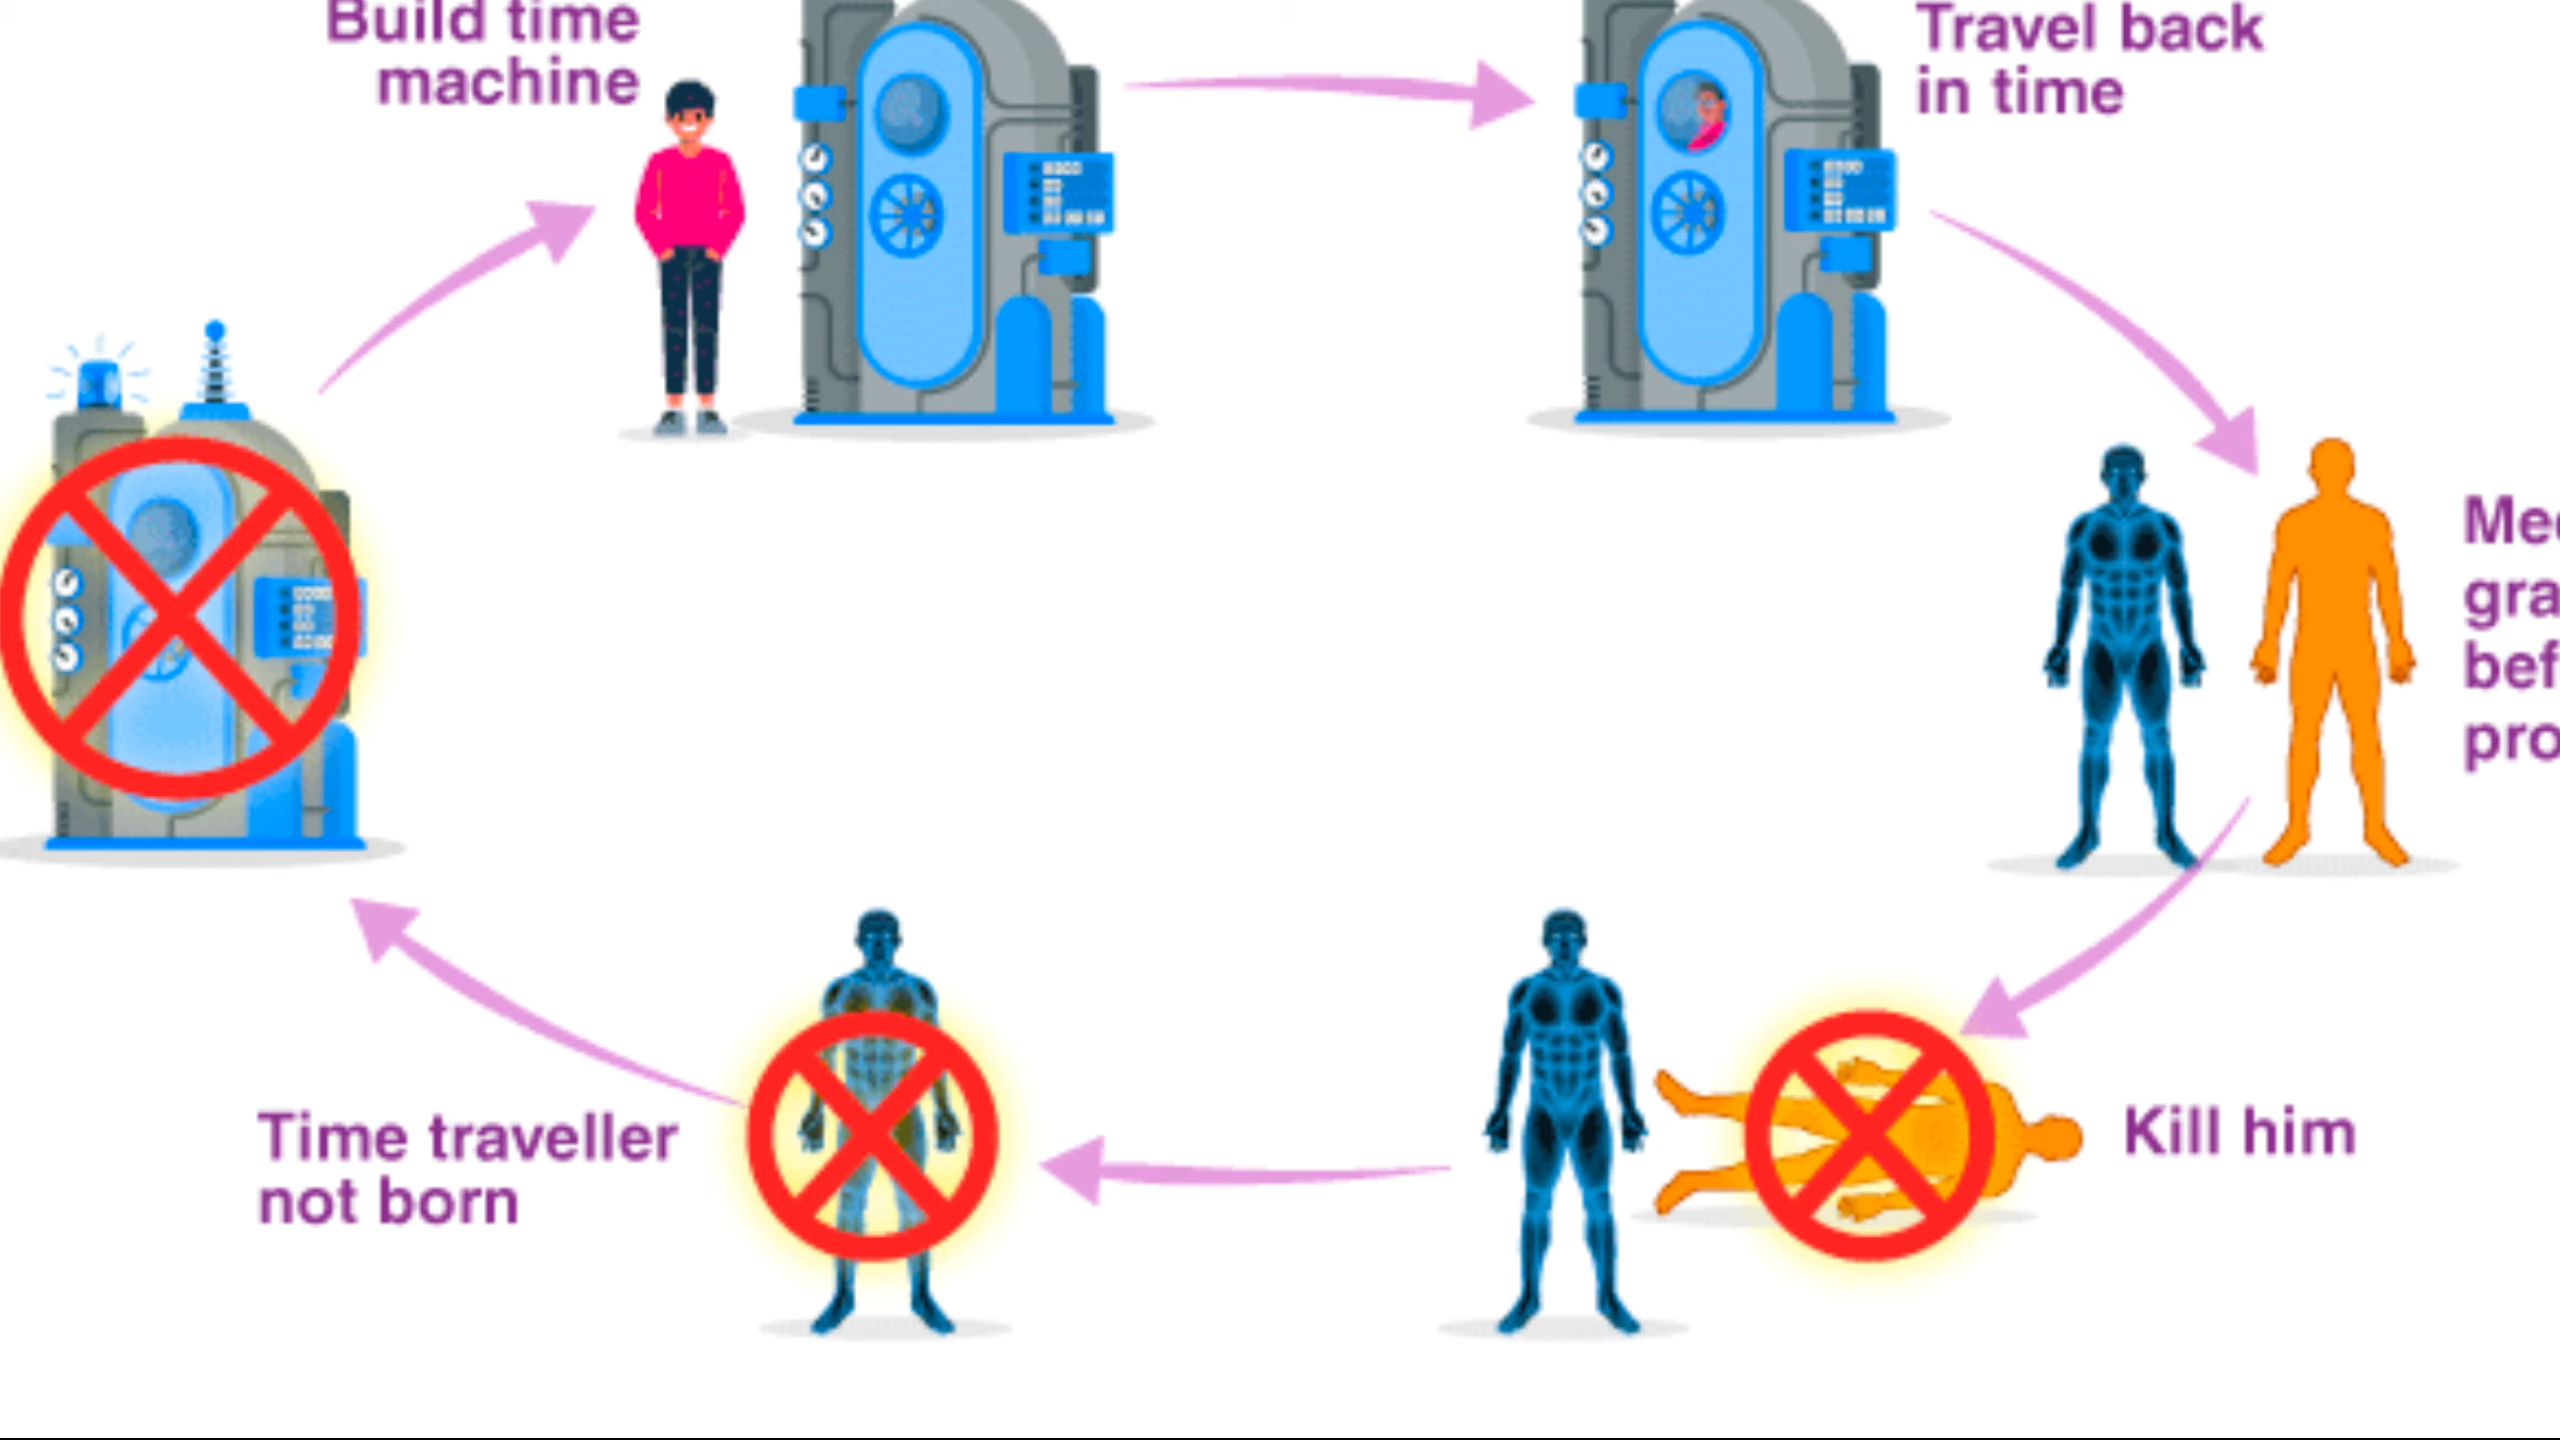 Build time
machine
Travel back
in time
Time traveller
not born
Kill him